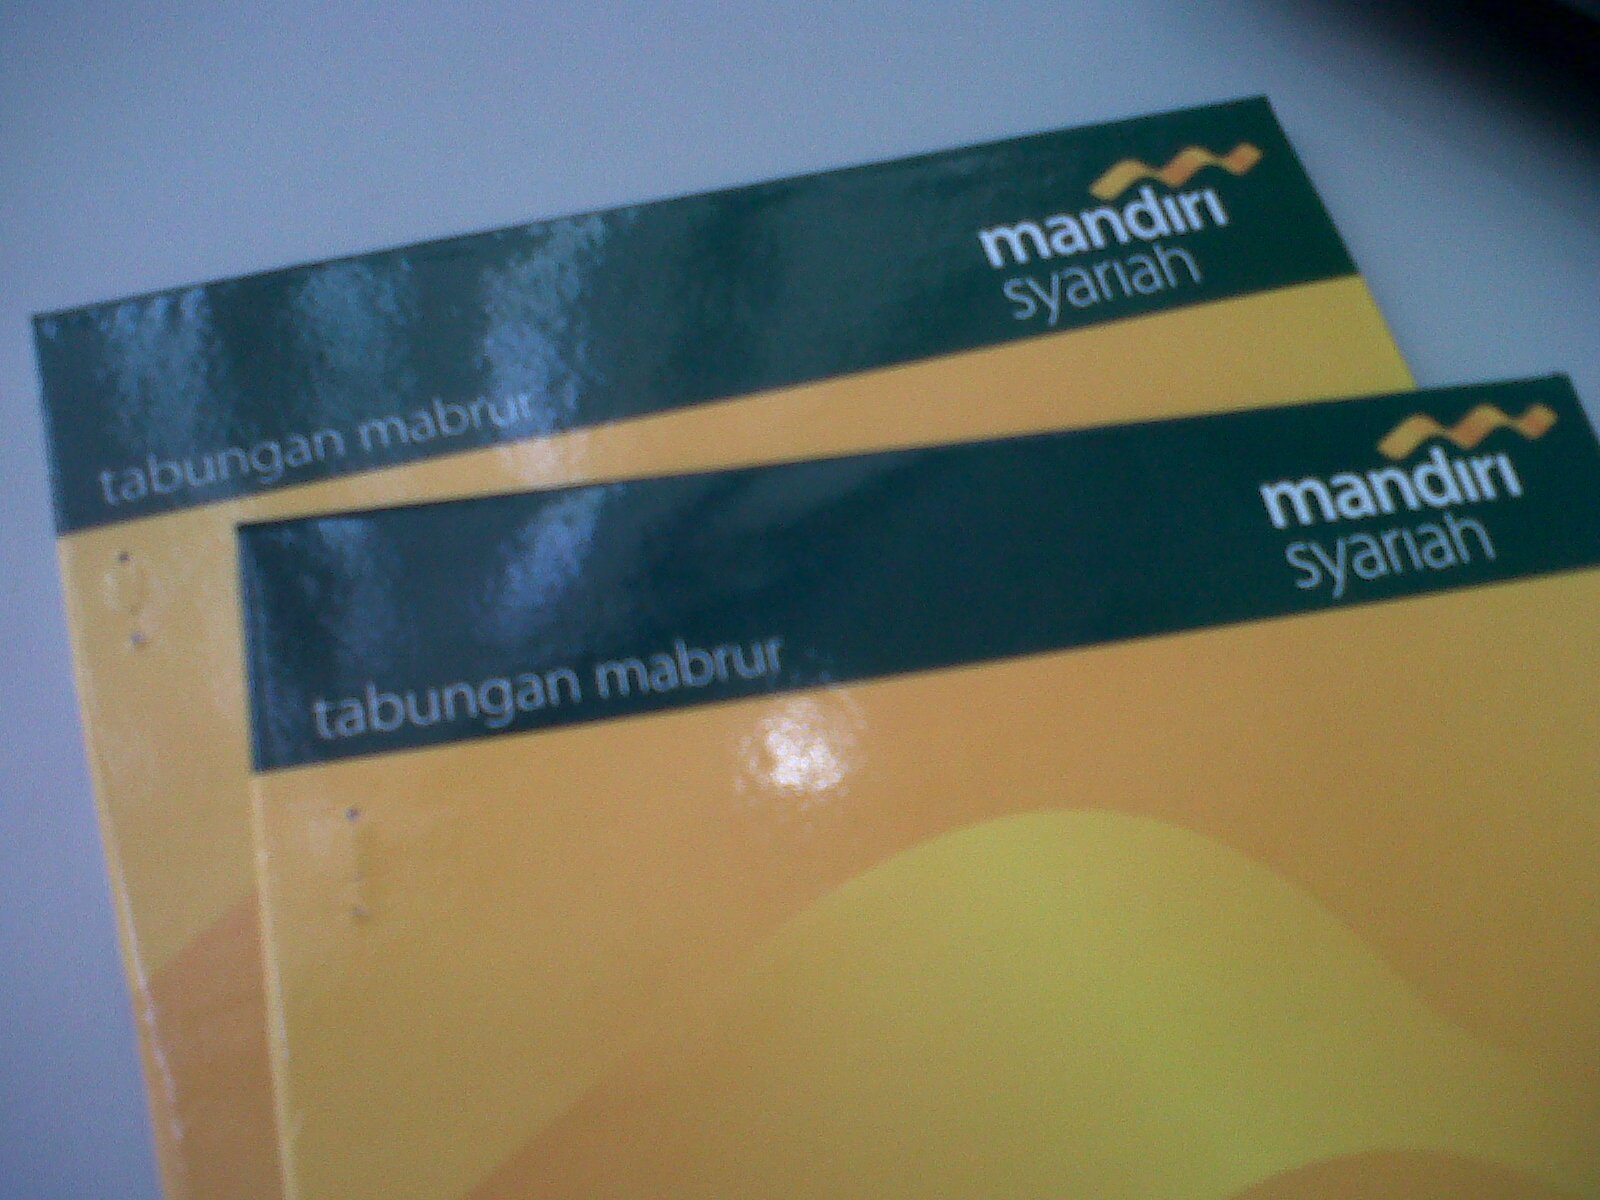 mandiri
syariah
tabungan mabrur
mandiri
syariah
tabungan mabrur